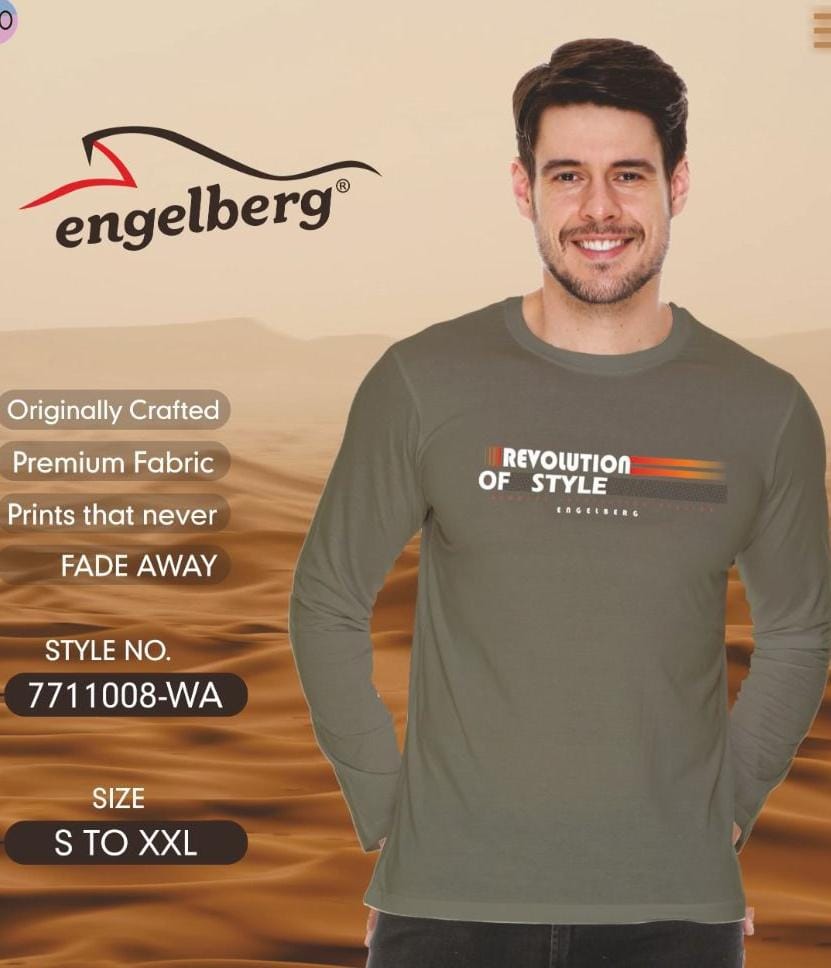 engelberg®
Originally Crafted
Premium Fabric
Prints that never
FADE AWAY
STYLE NO.
7711008-WA
SIZE
S TO XXL
REVOLUTION
OF STYLE
ENGELBERG